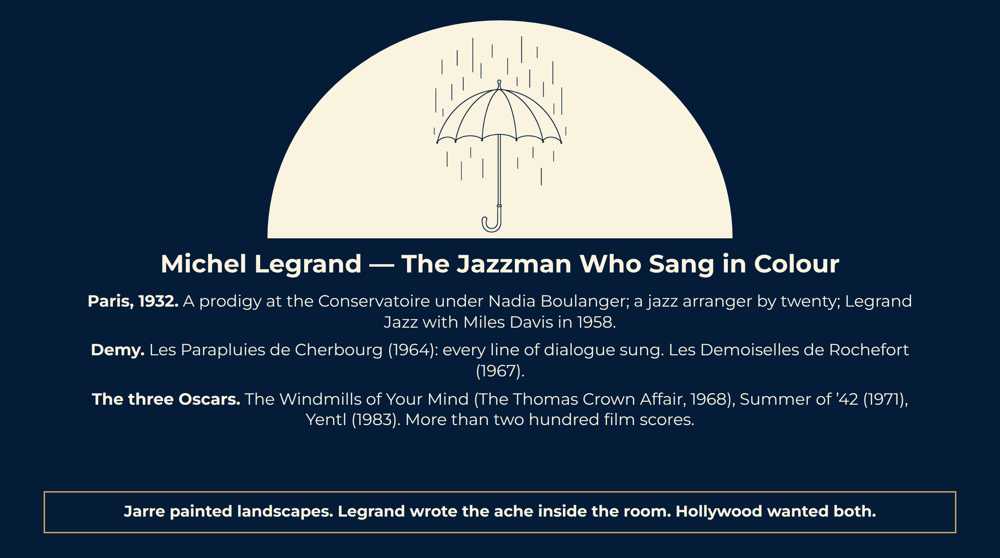 Michel Legrand — The Jazzman Who Sang in Colour
Paris, 1932. A prodigy at the Conservatoire under Nadia Boulanger; a jazz arranger by twenty; Legrand
Jazz with Miles Davis in 1958.
Demy. Les Parapluies de Cherbourg (1964): every line of dialogue sung. Les Demoiselles de Rochefort
(1967).
The three Oscars. The Windmills of Your Mind (The Thomas Crown Affair, 1968), Summer of ’42 (1971),
Yentl (1983). More than two hundred film scores.
Jarre painted landscapes. Legrand wrote the ache inside the room. Hollywood wanted both.